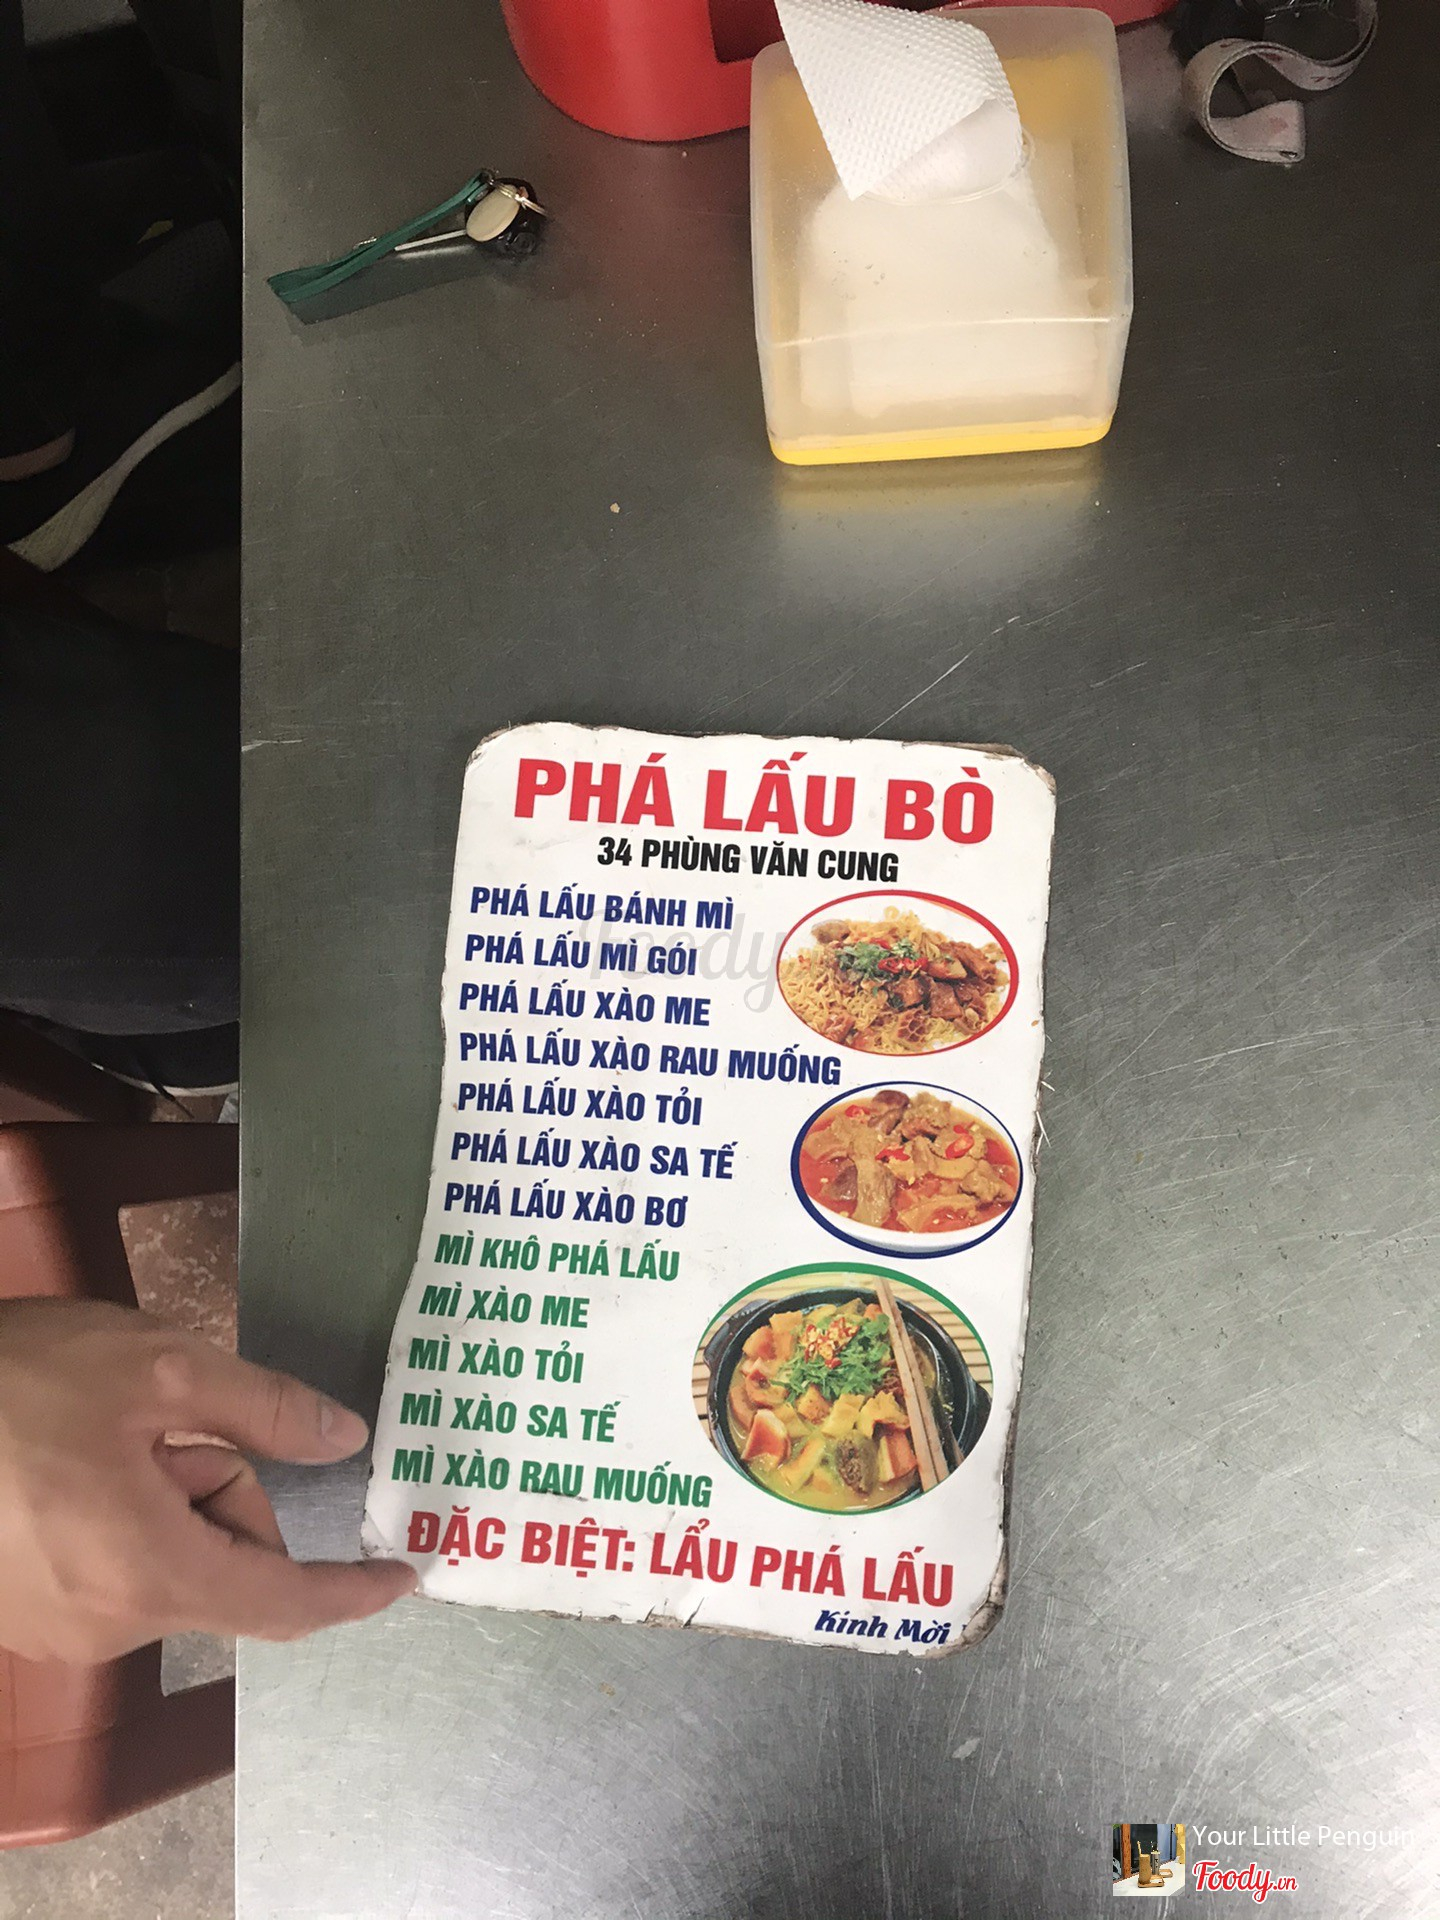 PHÁ LẤU BÒ
34 PHÙNG VĂN CUNG
PHÁ LẤU BÁNH MÌ
PHÁ LẤU MÌ GÓI
PHÁ LẤU XÀO ME
PHÁ LẤU XÀO RAU MUỐNG
PHÁ LẤU XÀO TỎI
PHÁ LẤU XÀO SA TẾ
PHÁ LẤU XÀO BƠ
MÌ KHÔ PHÁ LẤU
MÌ XÀO ME
MÌ XÀO TỎI
MÌ XÀO SA TẾ
MÌ XÀO RAU MUỐNG
ĐẶC BIỆT: LẨU PHÁ LẤU
Kính Mời
Foody
Your Little Penguin
Foody.vn